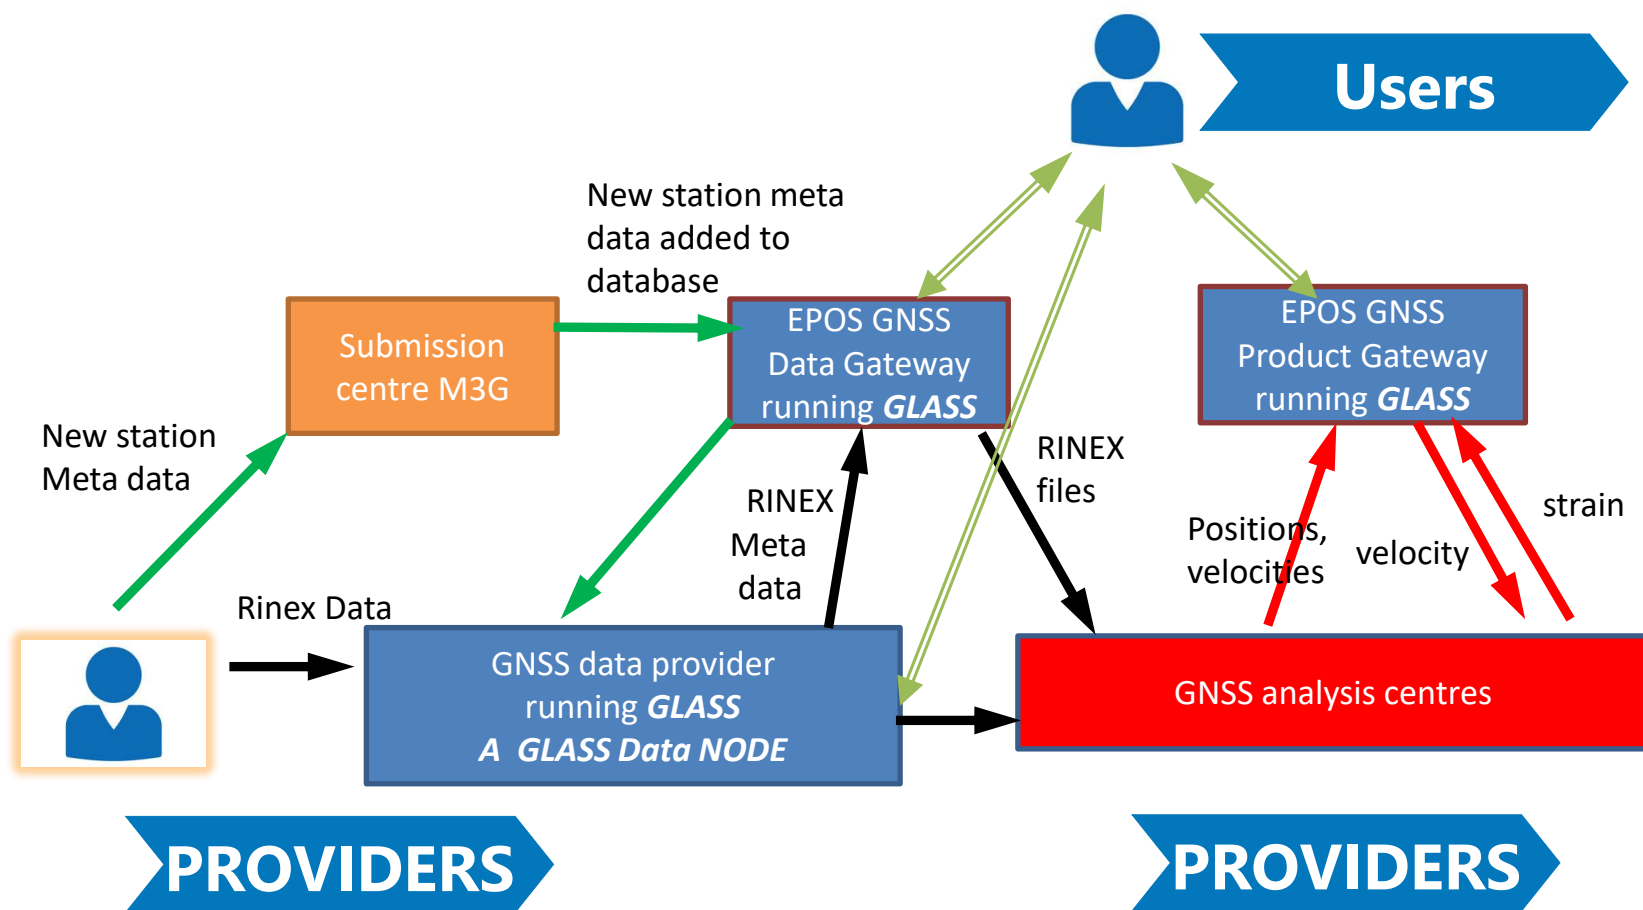 Users
New station meta
data added to
database
Submission
centre M3G
EPOS GNSS
Data Gateway
running GLASS
EPOS GNSS
Product Gateway
running GLASS
New station
Meta data
RINEX
files
RINEX
Meta
data
Positions,
velocities
velocity
strain
Rinex Data
GNSS data provider
running GLASS
A GLASS Data NODE
GNSS analysis centres
PROVIDERS
PROVIDERS